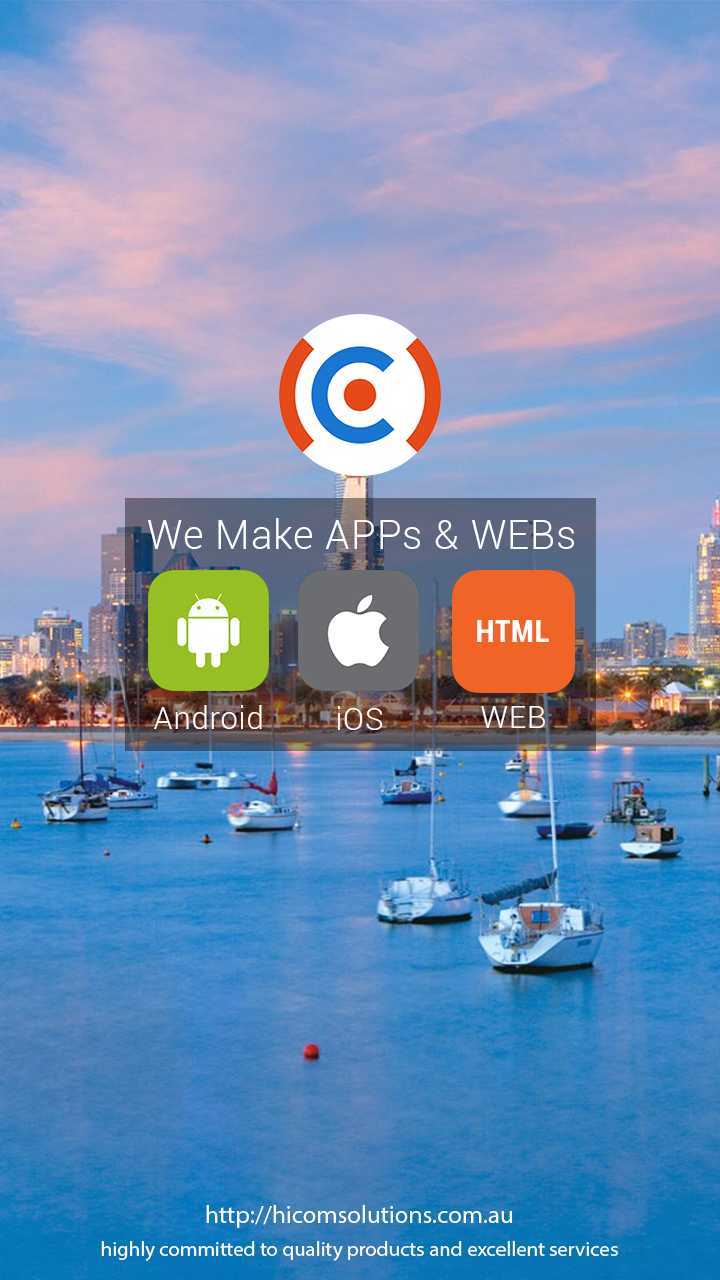 We Make APPs & WEBs
HTML
Android
iOS
WEB
http://hicomsolutions.com.au
highly committed to quality products and excellent services